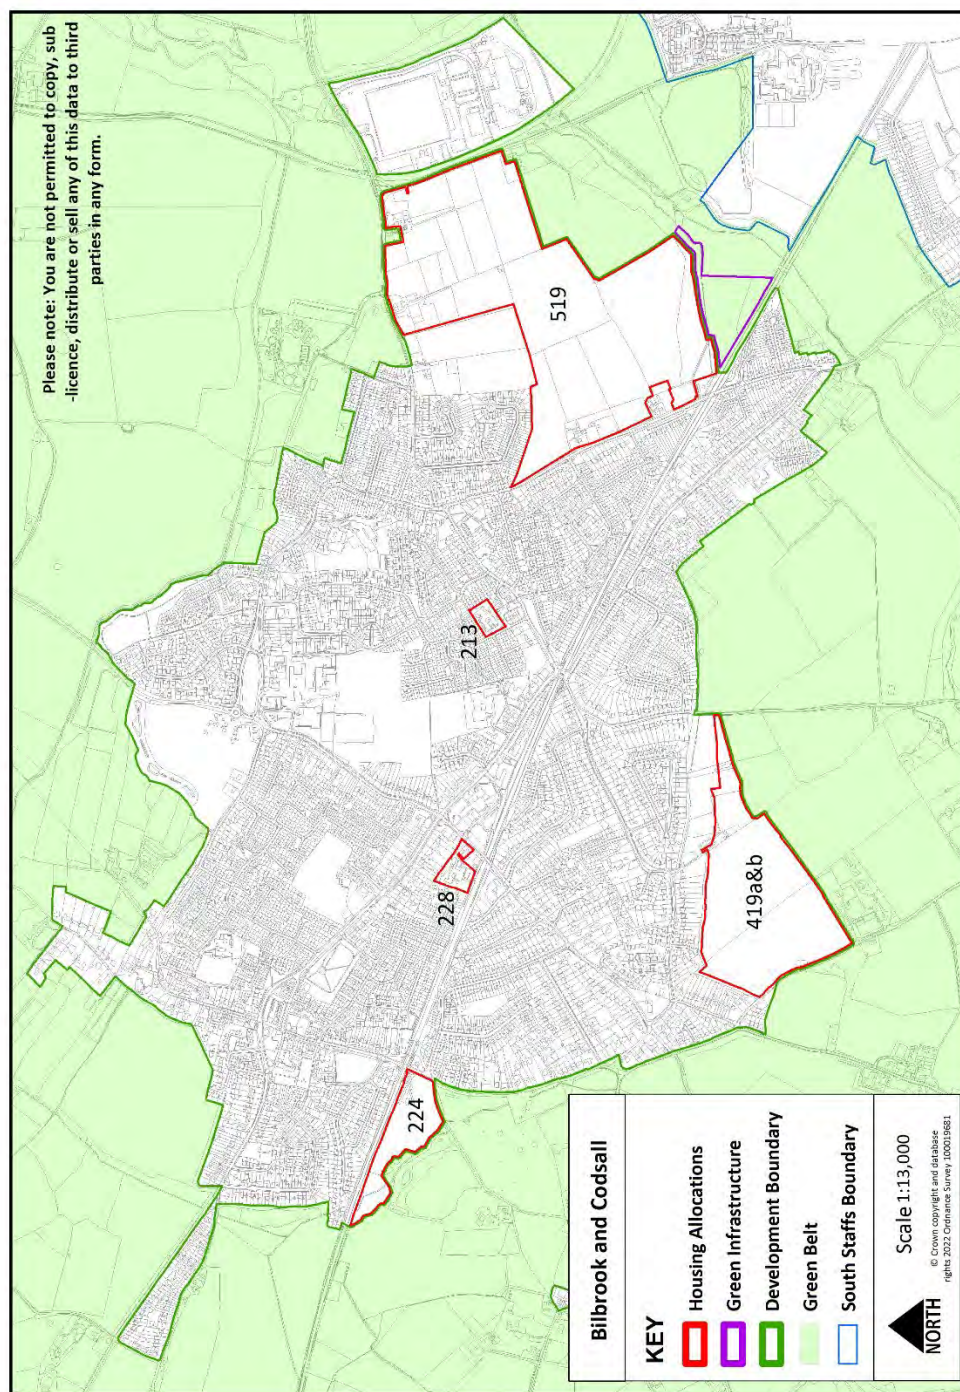 Please note: You are not permitted to copy, sub
-licence, distribute or sell any of this data to third
parties in any form.
519
213
228
419a&b
224
Bilbrook and Codsall
KEY
Housing Allocations
Green Infrastructure
Development Boundary
Green Belt
South Staffs Boundary
NORTH
Scale 1:13,000
© Crown copyright and database
rights 2022 Ordnance Survey 100019681